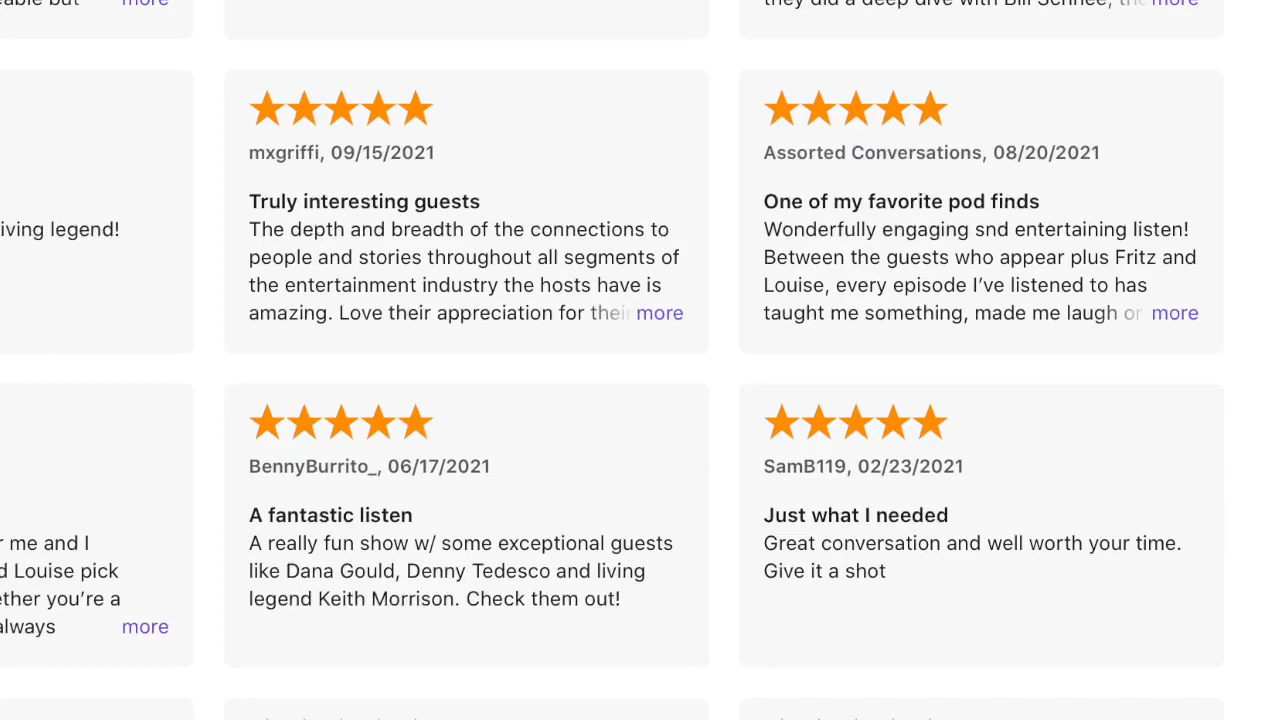 eable but more
they did a deep dive with Bill Schnee, the more
iving legend!
mxgriffi, 09/15/2021
Truly interesting guests
The depth and breadth of the connections to
people and stories throughout all segments of
the entertainment industry the hosts have is
amazing. Love their appreciation for their more
Assorted Conversations, 08/20/2021
One of my favorite pod finds
Wonderfully engaging snd entertaining listen!
Between the guests who appear plus Fritz and
Louise, every episode I’ve listened to has
taught me something, made me laugh or more
r me and I
d Louise pick
ether you’re a
always more
BennyBurrito_, 06/17/2021
A fantastic listen
A really fun show w/ some exceptional guests
like Dana Gould, Denny Tedesco and living
legend Keith Morrison. Check them out!
SamB119, 02/23/2021
Just what I needed
Great conversation and well worth your time.
Give it a shot